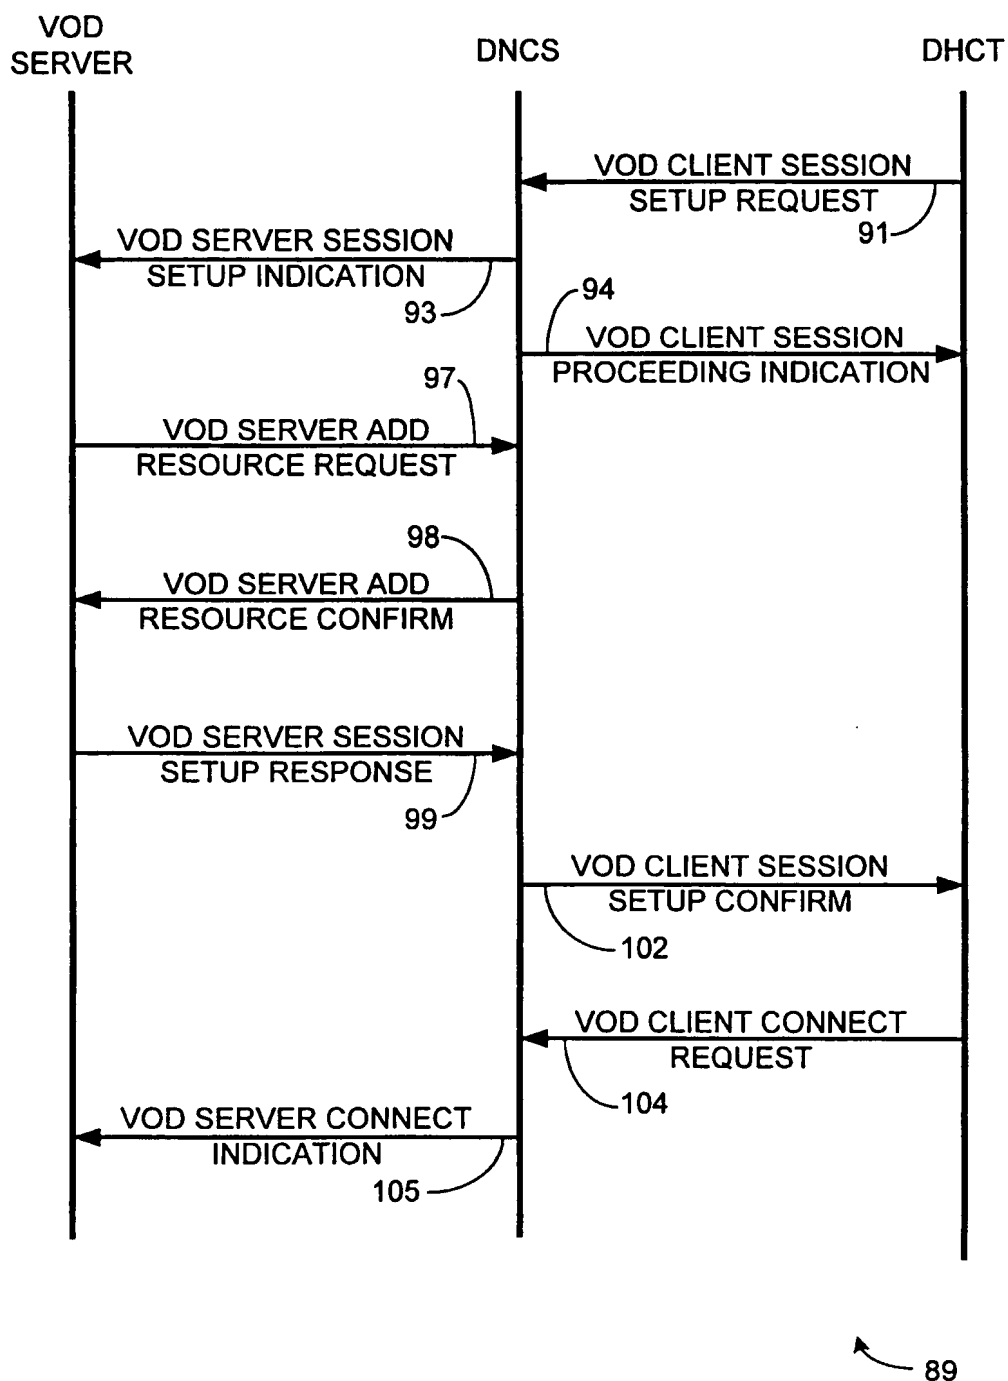 VOD
SERVER
DNCS
DHCT
VOD CLIENT SESSION
SETUP REQUEST
91
VOD SERVER SESSION
SETUP INDICATION
93
94
VOD CLIENT SESSION
PROCEEDING INDICATION
97
VOD SERVER ADD
RESOURCE REQUEST
98
VOD SERVER ADD
RESOURCE CONFIRM
VOD SERVER SESSION
SETUP RESPONSE
99
VOD CLIENT SESSION
SETUP CONFIRM
102
VOD CLIENT CONNECT
REQUEST
104
VOD SERVER CONNECT
INDICATION
105
89